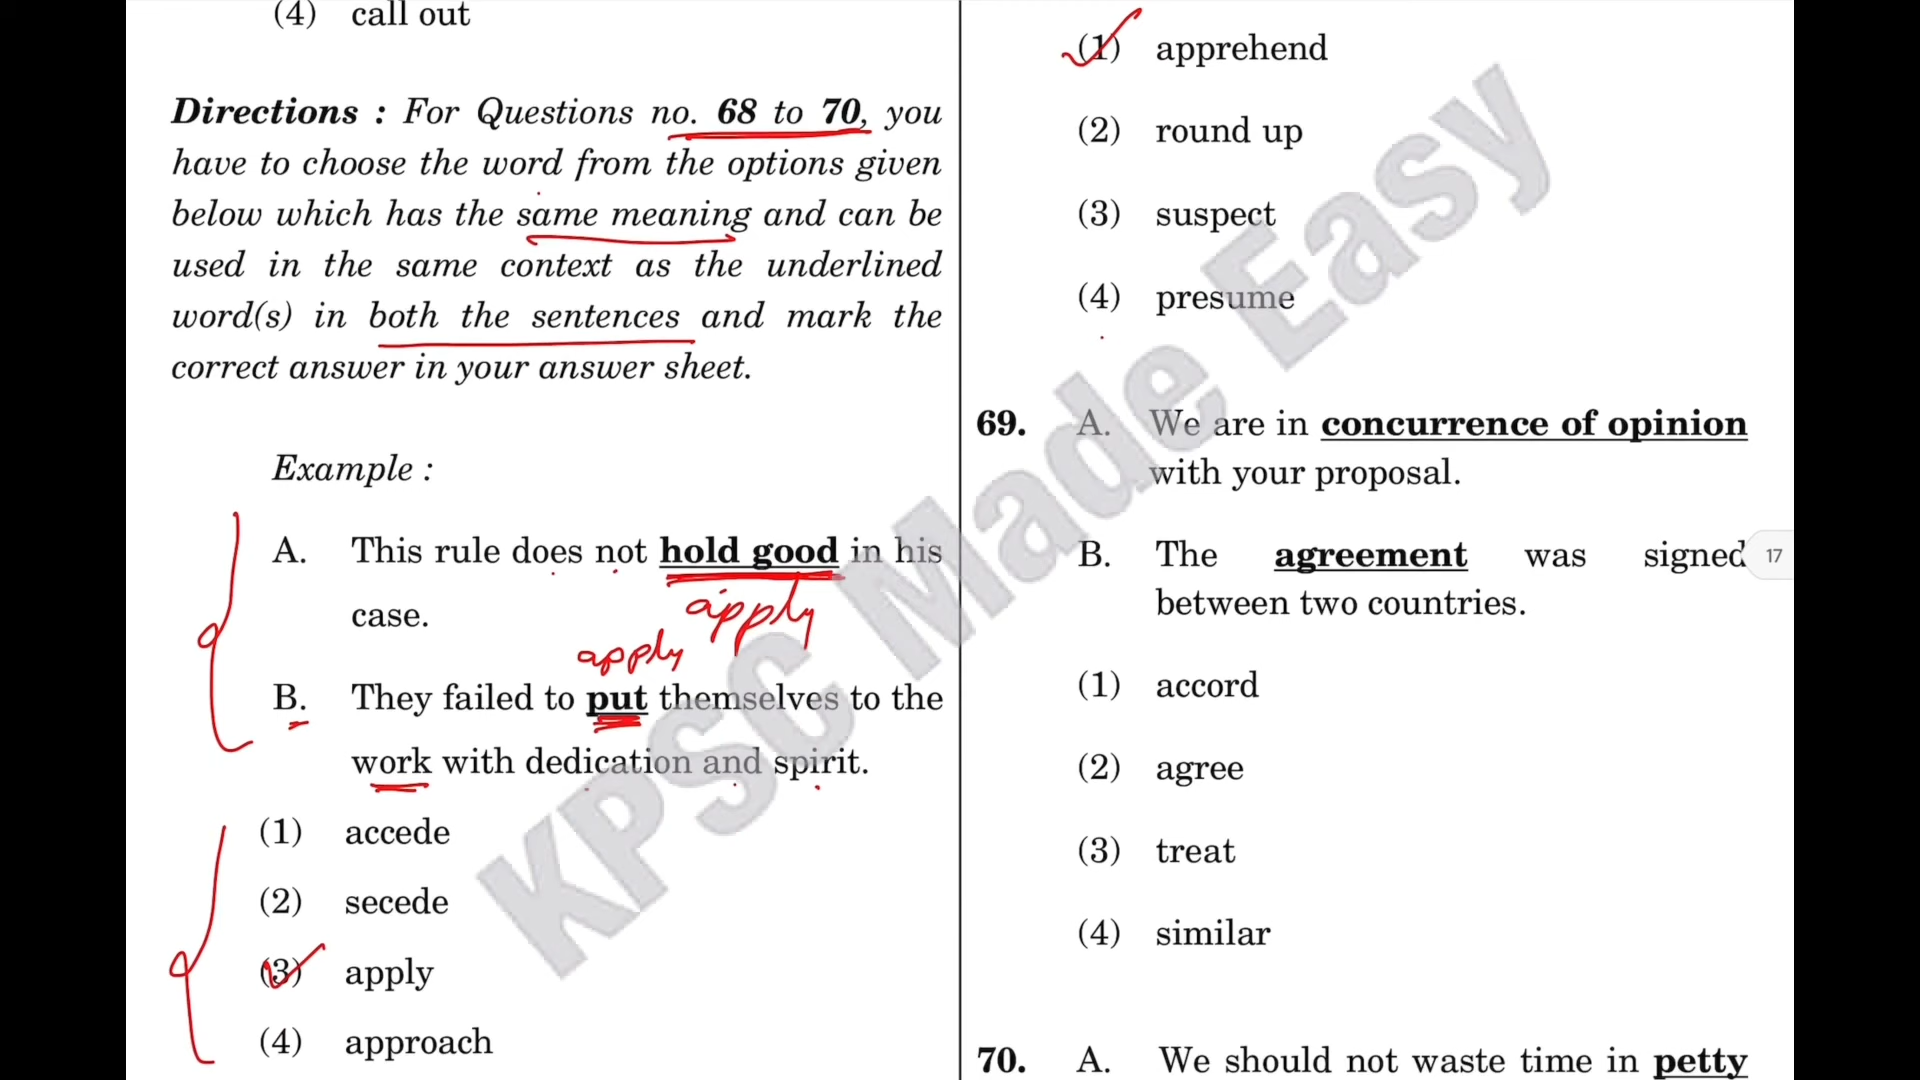 (4) call out
Directions : For Questions no. 68 to 70, you
have to choose the word from the options given
below which has the same meaning and can be
used in the same context as the underlined
word(s) in both the sentences and mark the
correct answer in your answer sheet.
Example :
A. This rule does not hold good in his
apply
case.
apply
B. They failed to put themselves to the
work with dedication and spirit.
(1) accede
(2) secede
(3) apply
(4) approach
(1) apprehend
(2) round up
(3) suspect
(4) presume
69. A. We are in concurrence of opinion
with your proposal.
B. The agreement was signed
between two countries.
(1) accord
(2) agree
(3) treat
(4) similar
70. A. We should not waste time in petty
17
KPSC Made Easy